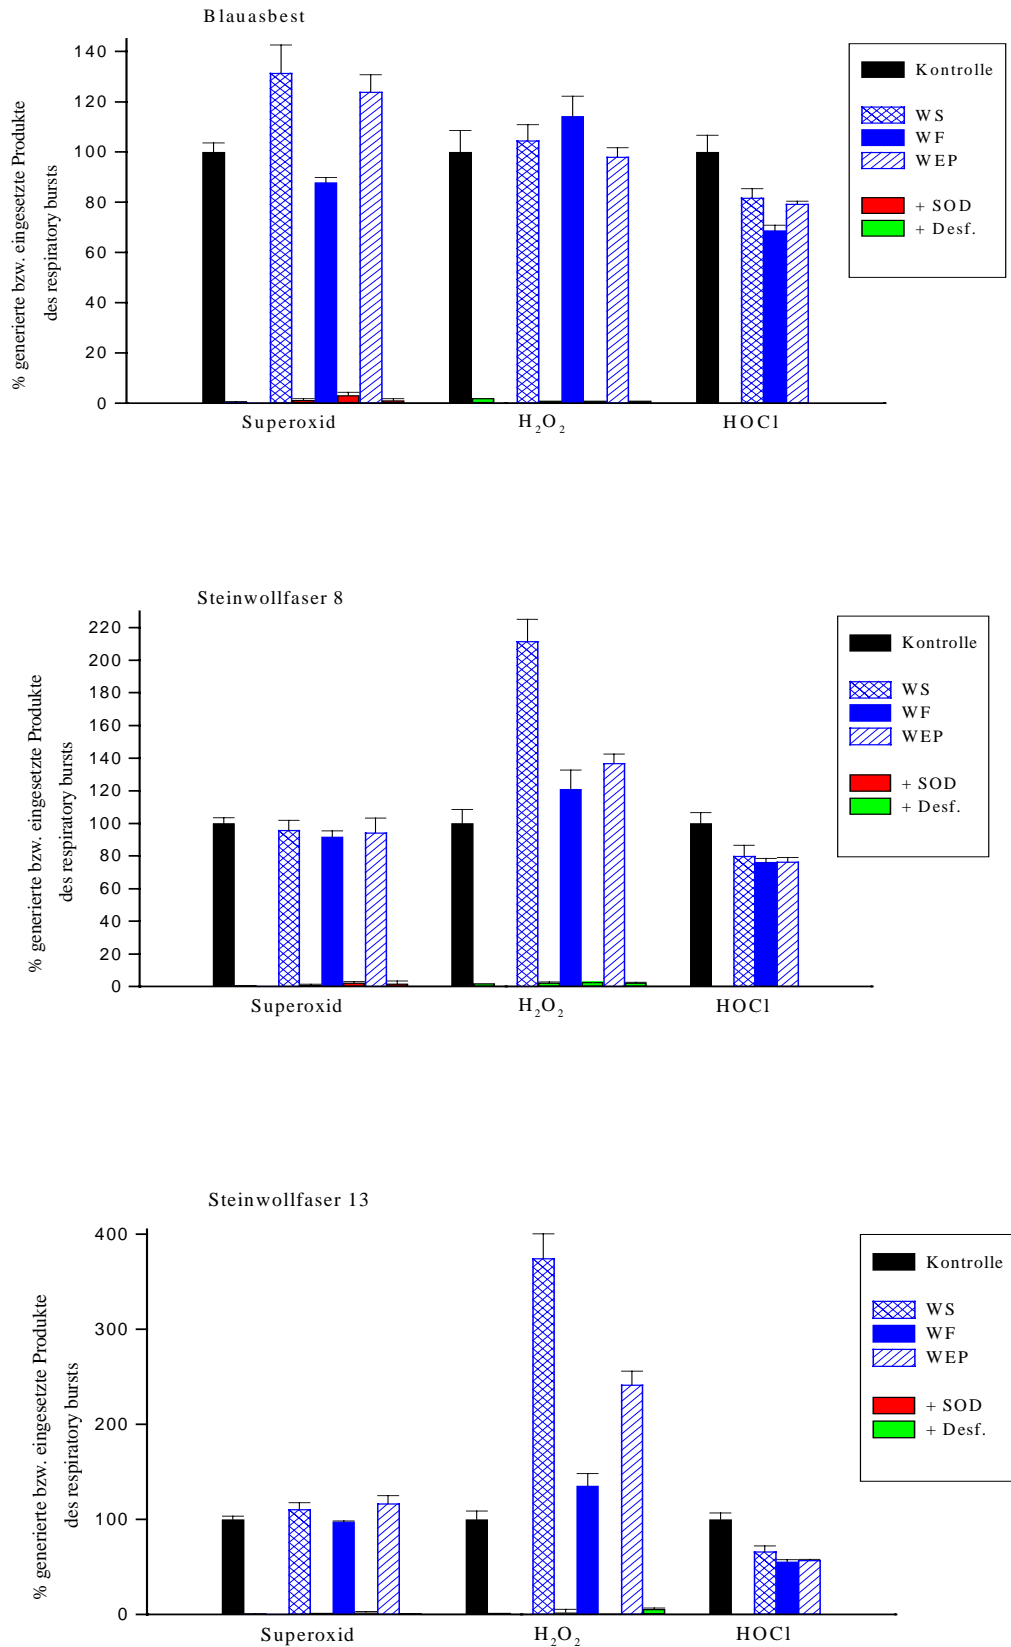 Blauasbest
% generierte bzw. eingesetzte Produkte
des respiratory bursts
140
120
100
80
60
40
20
0
Superoxid
H2O2
HOCl
Kontrolle
WS
WF
WEP
+ SOD
+ Desf.
Steinwollfaser 8
% generierte bzw. eingesetzte Produkte
des respiratory bursts
220
200
180
160
140
120
100
80
60
40
20
0
Superoxid
H2O2
HOCl
Kontrolle
WS
WF
WEP
+ SOD
+ Desf.
Steinwollfaser 13
% generierte bzw. eingesetzte Produkte
des respiratory bursts
400
300
200
100
0
Superoxid
H2O2
HOCl
Kontrolle
WS
WF
WEP
+ SOD
+ Desf.